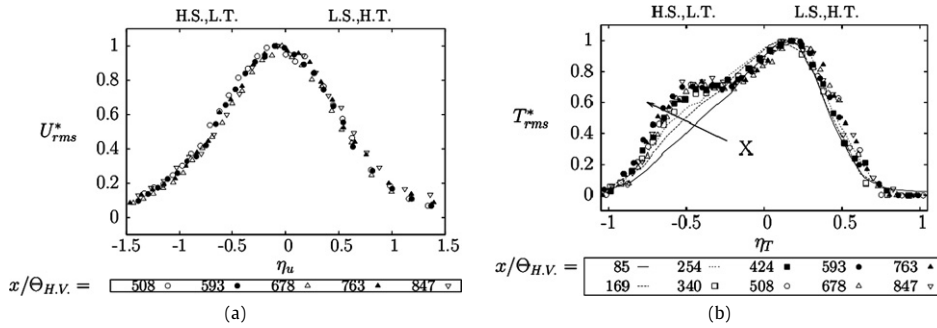 H.S.,L.T. L.S.,H.T.
1
0.8
0.6
0.4
0.2
0
U*rms
-1.5 -1 -0.5 0 0.5 1 1.5
ηu
x/ΘH.V. = 508 ○ 593 ● 678 △ 763 ▲ 847 ▽
(a)
H.S.,L.T. L.S.,H.T.
1
0.8
0.6
0.4
0.2
0
T*rms
X
-1 -0.5 0 0.5 1
ηT
x/ΘH.V. =
85 — 254 ······ 424 ■ 593 ● 763 ▲
169 ----- 340 □ 508 ○ 678 △ 847 ▽
(b)